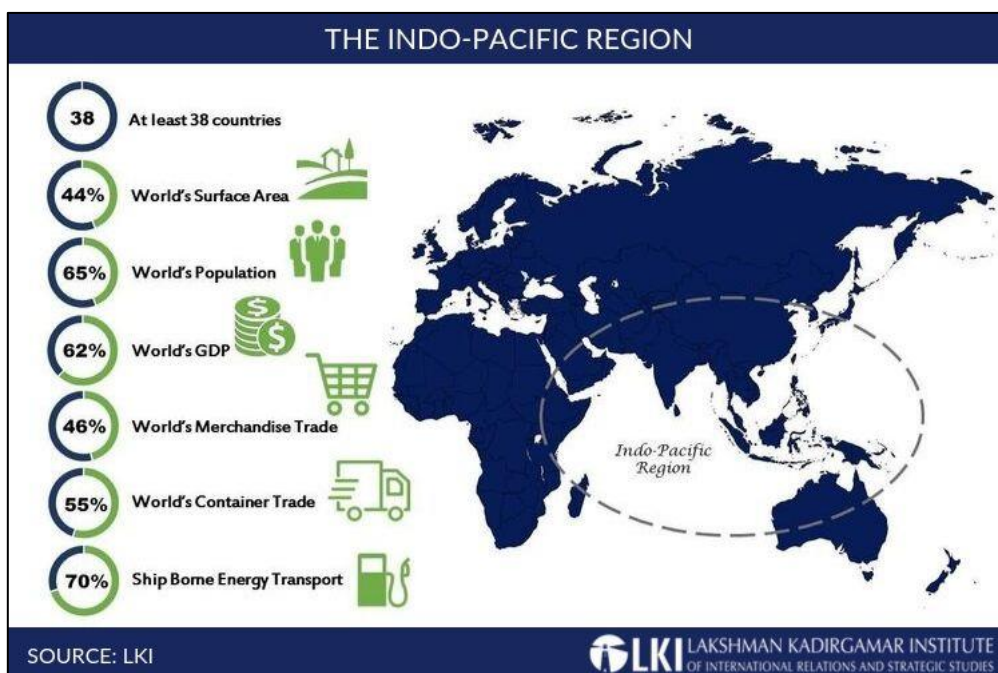 THE INDO-PACIFIC REGION
38
At least 38 countries
44%
World's Surface Area
65%
World's Population
62%
World's GDP
46%
World's Merchandise Trade
55%
World's Container Trade
70%
Ship Borne Energy Transport
$
$
Indo-Pacific
Region
SOURCE: LKI
LKI
LAKSHMAN KADIRGAMAR INSTITUTE
OF INTERNATIONAL RELATIONS AND STRATEGIC STUDIES